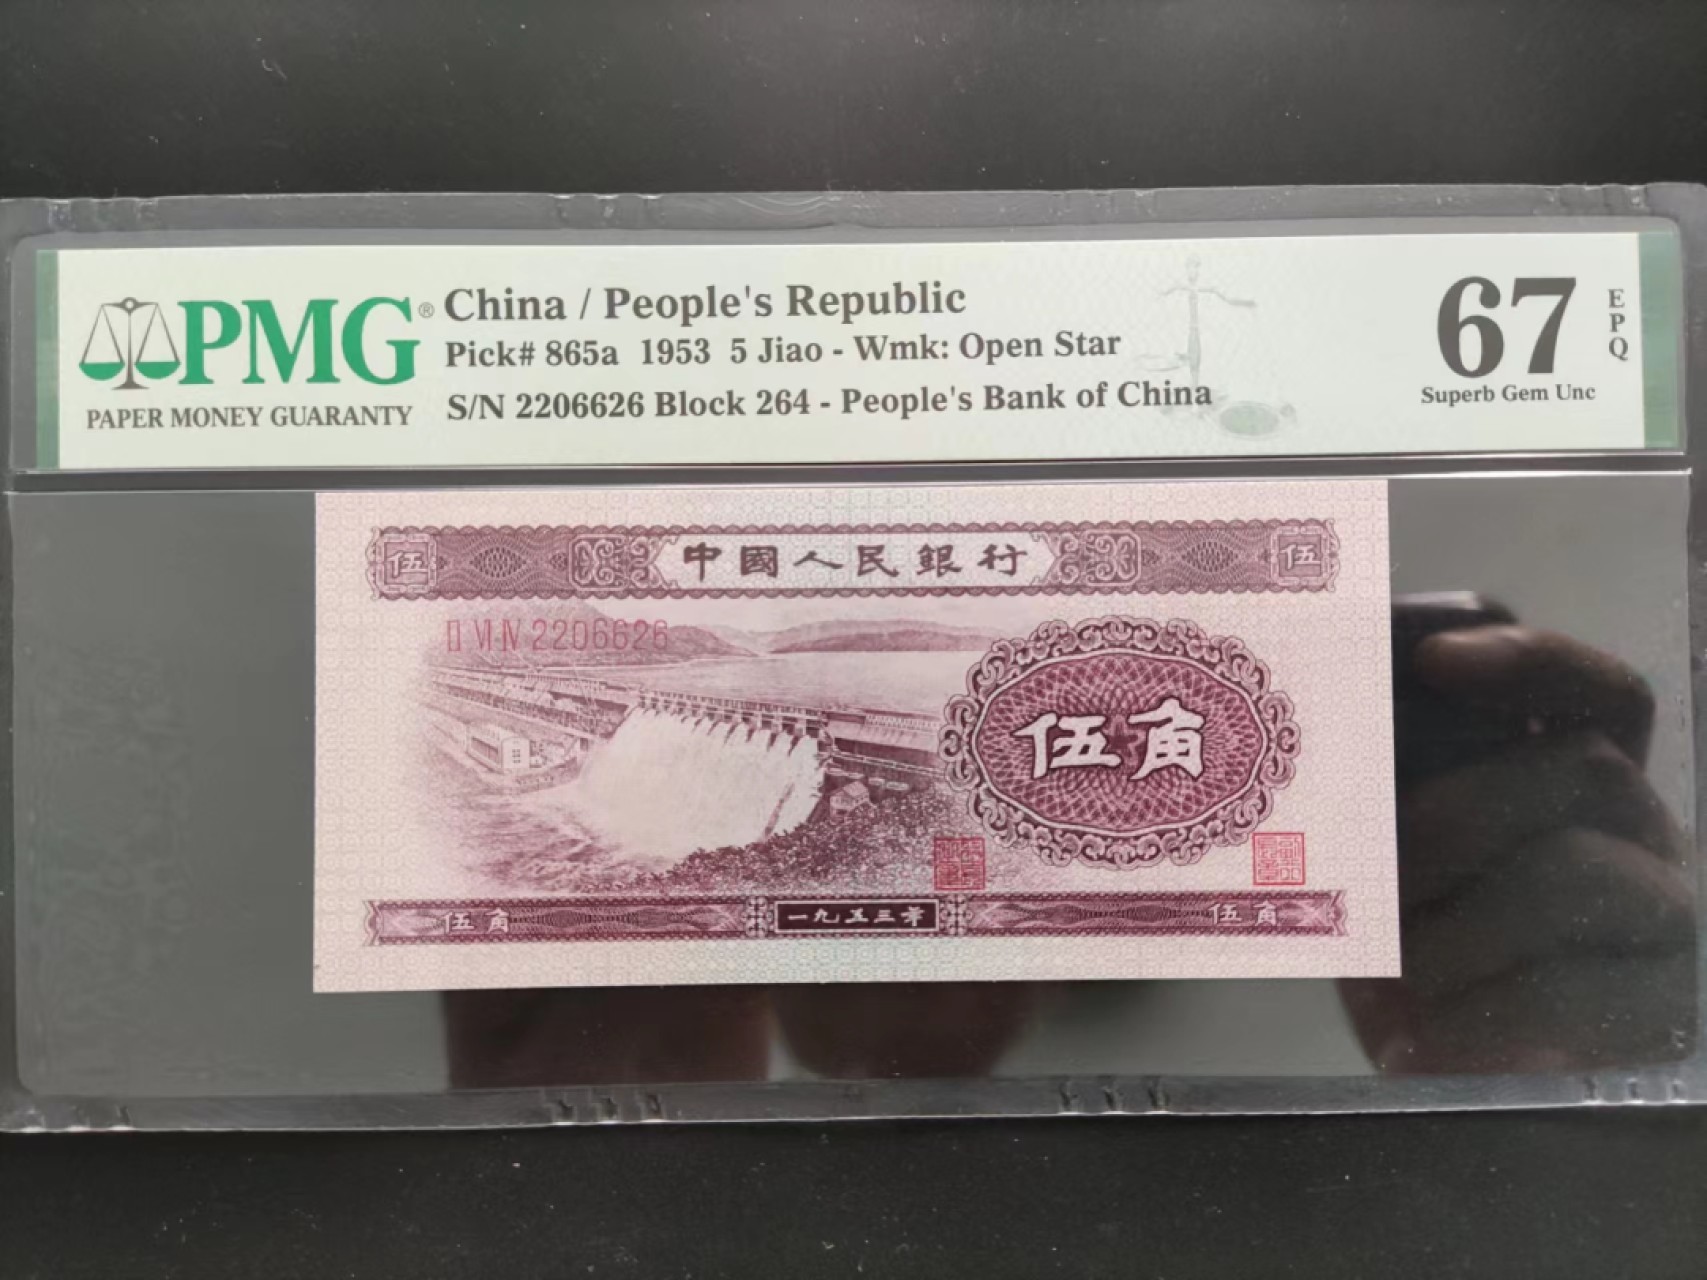 PMG®
PAPER MONEY GUARANTY
China / People's Republic
Pick# 865a 1953 5 Jiao - Wmk: Open Star
S/N 2206626 Block 264 - People's Bank of China
67
EPQ
Superb Gem Unc
伍 中國人民銀行 伍
II VI IV 2206626
伍角
伍角 一九五三年 伍角